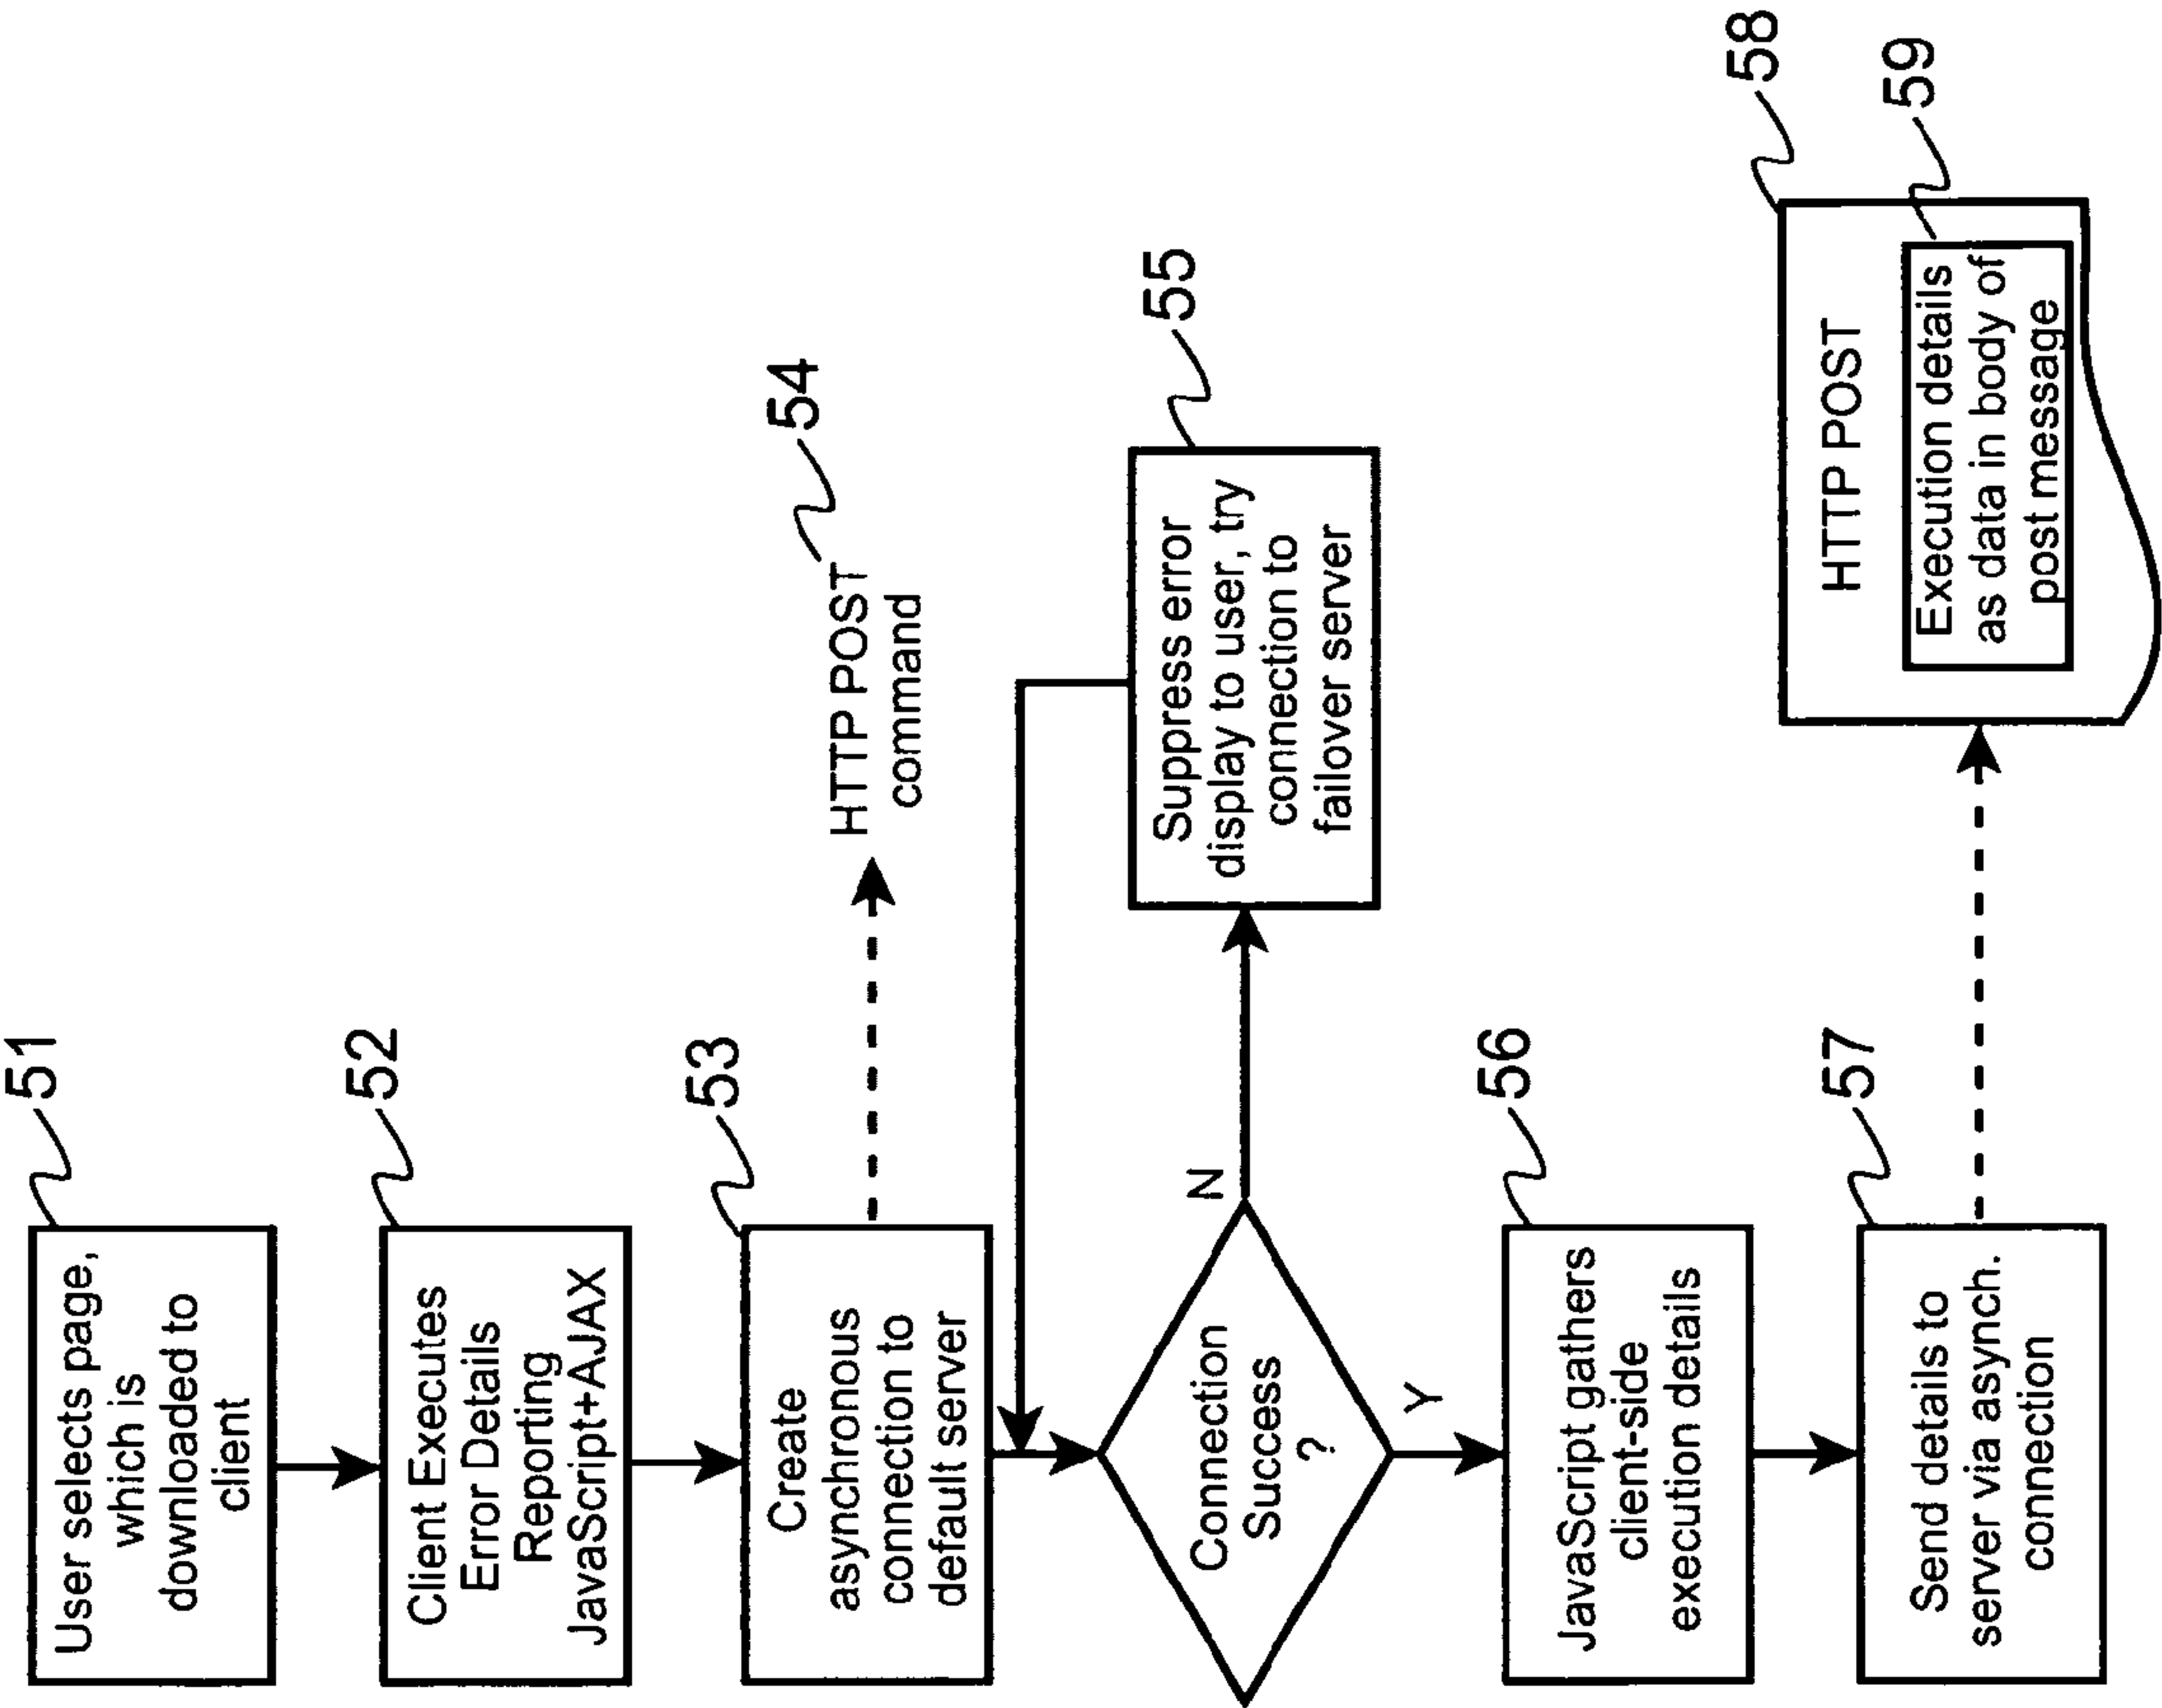 51
User selects page,
which is
downloaded to
client
52
Client Executes
Error Details
Reporting
JavaScript+AJAX
53
Create
asynchronous
connection to
default server
54
HTTP POST
command
Connection
Success
?
N
Y
55
Suppress error
display to user, try
connection to
failover server
56
JavaScript gathers
client-side
execution details
57
Send details to
server via asynch.
connection
58
HTTP POST
59
Execution details
as data in body of
post message